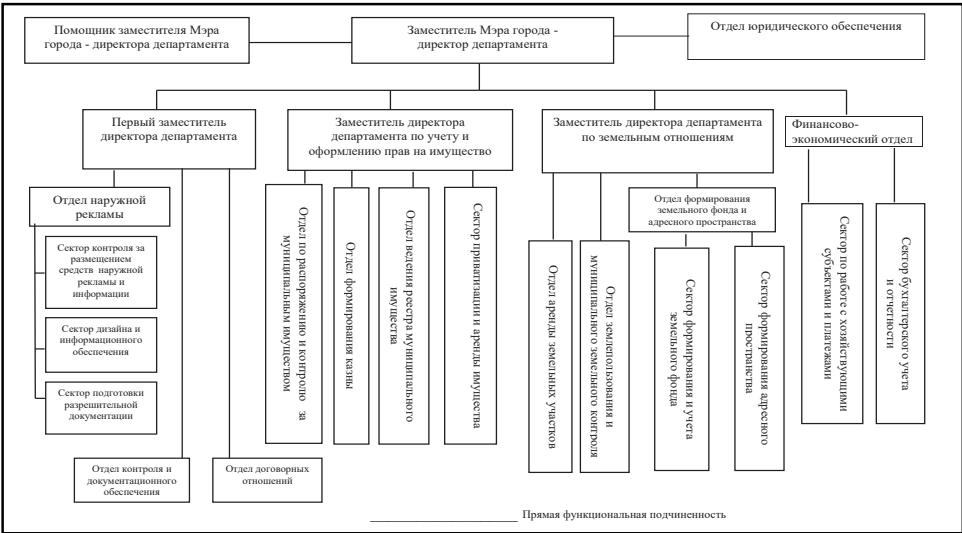 Помощник заместителя Мэра
города - директора департамента
Заместитель Мэра города -
директор департамента
Отдел юридического обеспечения
Первый заместитель
директора департамента
Заместитель директора
департамента по учету и
оформлению прав на имущество
Заместитель директора департамента
по земельным отношениям
Финансово-
экономический отдел
Отдел наружной
рекламы
Сектор контроля за
размещением
средств наружной
рекламы и
информации
Сектор дизайна и
информационного
обеспечения
Сектор подготовки
разрешительной
документации
Отдел контроля и
документационного
обеспечения
Отдел договорных
отношений
Отдел по распоряжению и контролю за
муниципальным имуществом
Отдел формирования казны
Отдел ведения реестра муниципального
имущества
Сектор приватизации и аренды имущества
Отдел аренды земельных участков
Отдел землепользования и
муниципального земельного контроля
Отдел формирования
земельного фонда и
адресного пространства
Сектор формирования и учета
земельного фонда
Сектор формирования адресного
пространства
Сектор по работе с хозяйствующими
субъектами и платежами
Сектор бухгалтерского учета
и отчетности
Прямая функциональная подчиненность